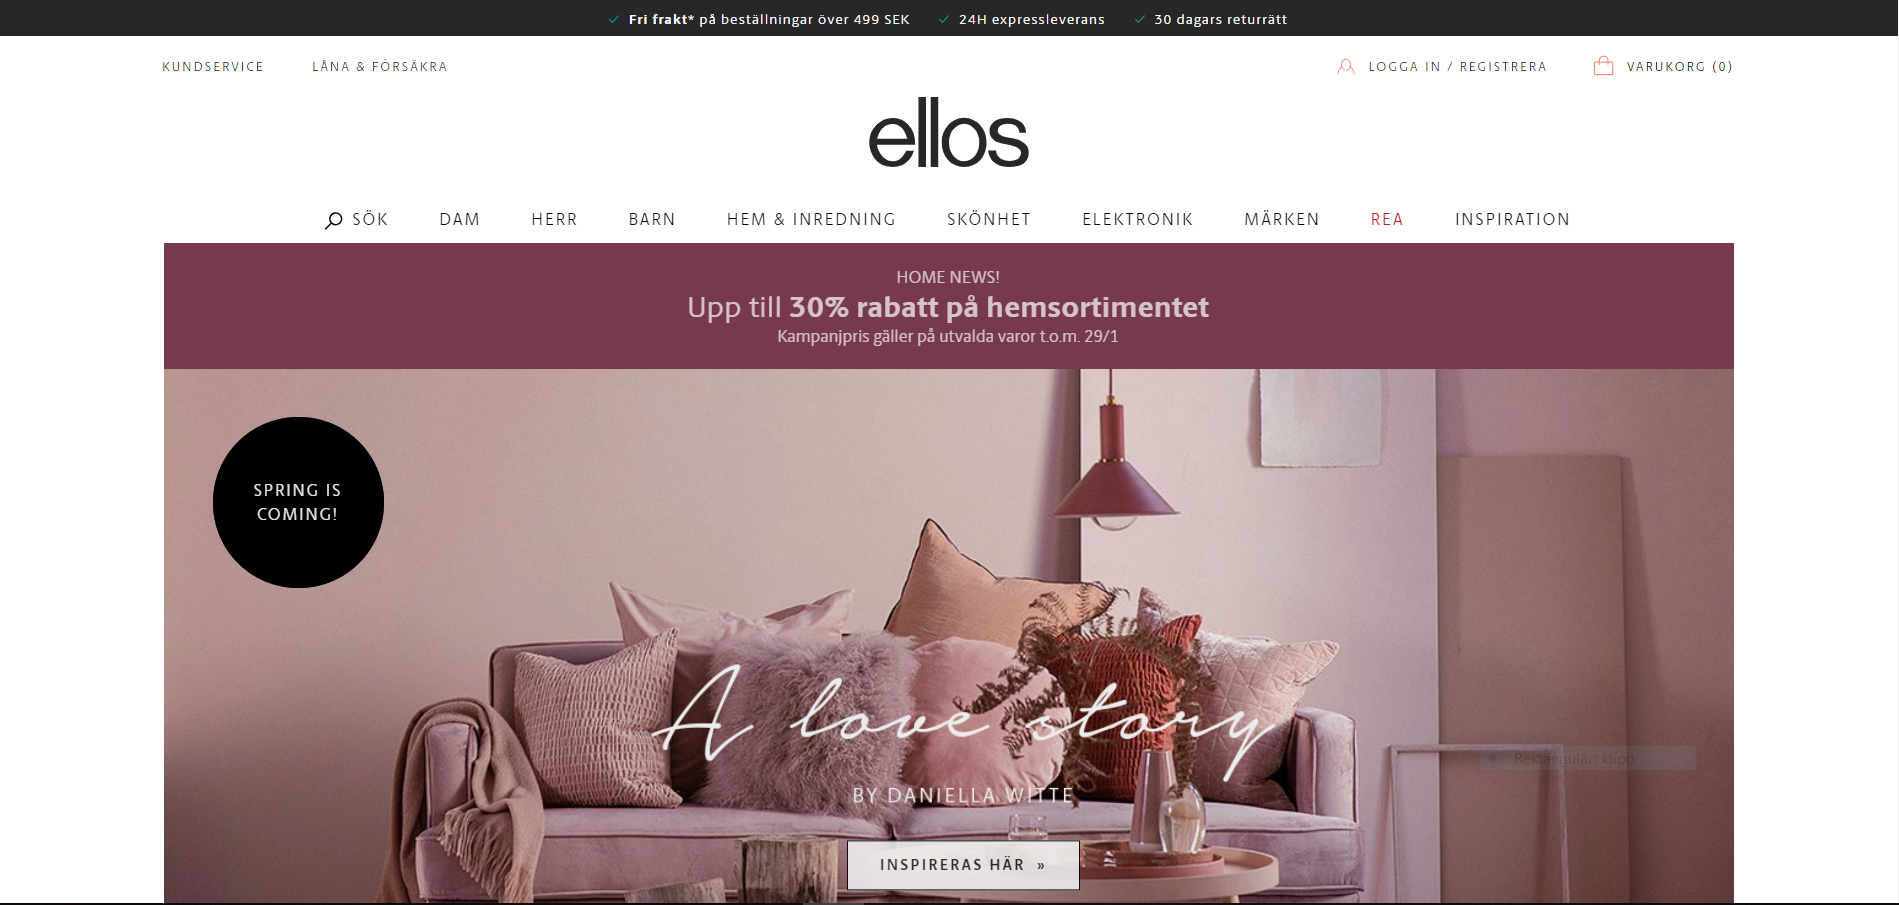 Fri frakt* på beställningar över 499 SEK 24H expressleverans 30 dagars returrätt
KUNDSERVICE LÅNA & FÖRSÄKRA LOGGA IN / REGISTRERA VARUKORG (0)
ellos
SÖK DAM HERR BARN HEM & INREDNING SKÖNHET ELEKTRONIK MÄRKEN REA INSPIRATION
HOME NEWS!
Upp till 30% rabatt på hemsortimentet
Kampanjpris gäller på utvalda varor t.o.m. 29/1
SPRING IS
COMING!
A love story
Rektangulärt klipp
BY DANIELLA WITTE
INSPIRERAS HÄR »